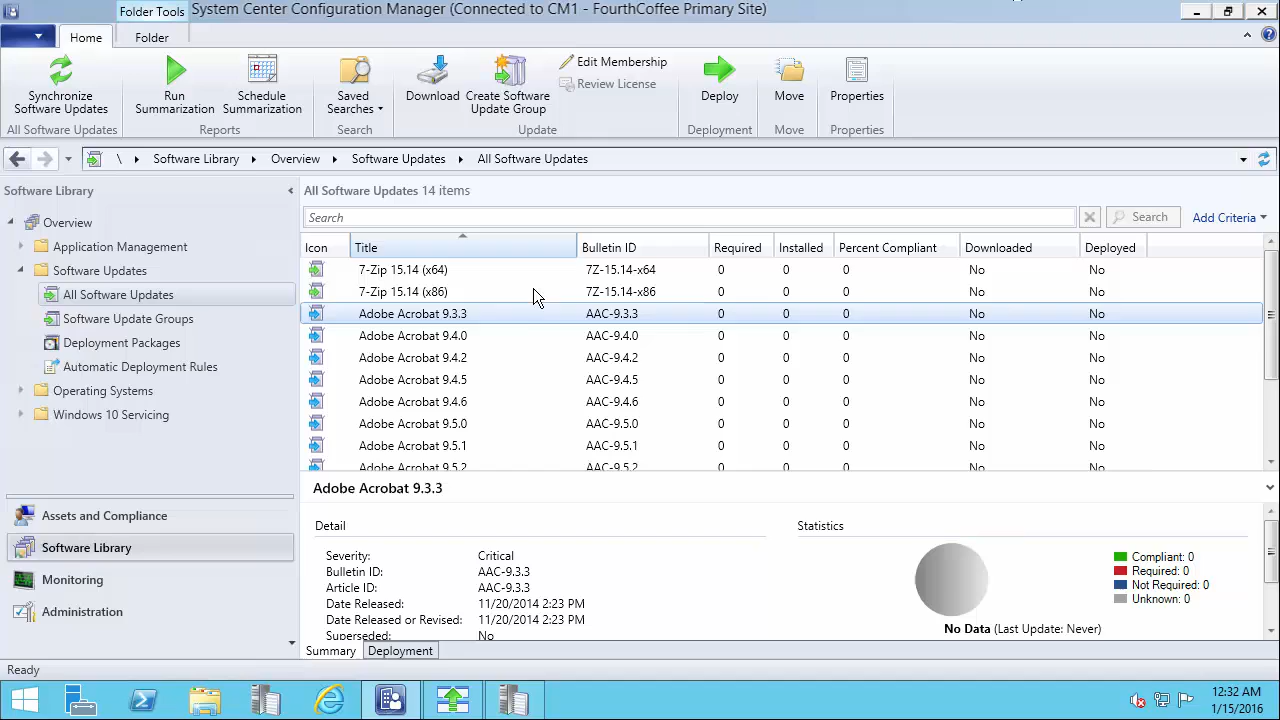 Folder Tools
System Center Configuration Manager (Connected to CM1 - FourthCoffee Primary Site)
Home
Folder
Synchronize
Software Updates
Run
Summarization
Schedule
Summarization
Saved
Searches
Download
Create Software
Update Group
Edit Membership
Review License
Deploy
Move
Properties
All Software Updates
Reports
Search
Update
Deployment
Move
Properties
\ Software Library Overview Software Updates All Software Updates
Software Library
Overview
Application Management
Software Updates
All Software Updates
Software Update Groups
Deployment Packages
Automatic Deployment Rules
Operating Systems
Windows 10 Servicing
Assets and Compliance
Software Library
Monitoring
Administration
All Software Updates 14 items
Search
Search
Add Criteria
Icon Title Bulletin ID Required Installed Percent Compliant Downloaded Deployed
7-Zip 15.14 (x64) 7Z-15.14-x64 0 0 0 No No
7-Zip 15.14 (x86) 7Z-15.14-x86 0 0 0 No No
Adobe Acrobat 9.3.3 AAC-9.3.3 0 0 0 No No
Adobe Acrobat 9.4.0 AAC-9.4.0 0 0 0 No No
Adobe Acrobat 9.4.2 AAC-9.4.2 0 0 0 No No
Adobe Acrobat 9.4.5 AAC-9.4.5 0 0 0 No No
Adobe Acrobat 9.4.6 AAC-9.4.6 0 0 0 No No
Adobe Acrobat 9.5.0 AAC-9.5.0 0 0 0 No No
Adobe Acrobat 9.5.1 AAC-9.5.1 0 0 0 No No
Adobe Acrobat 9.5.2 AAC-9.5.2 0 0 0 No No
Adobe Acrobat 9.3.3
Detail
Severity: Critical
Bulletin ID: AAC-9.3.3
Article ID: AAC-9.3.3
Date Released: 11/20/2014 2:23 PM
Date Released or Revised: 11/20/2014 2:23 PM
Superseded: No
Statistics
Compliant: 0
Required: 0
Not Required: 0
Unknown: 0
No Data (Last Update: Never)
Summary
Deployment
Ready
12:32 AM
1/15/2016